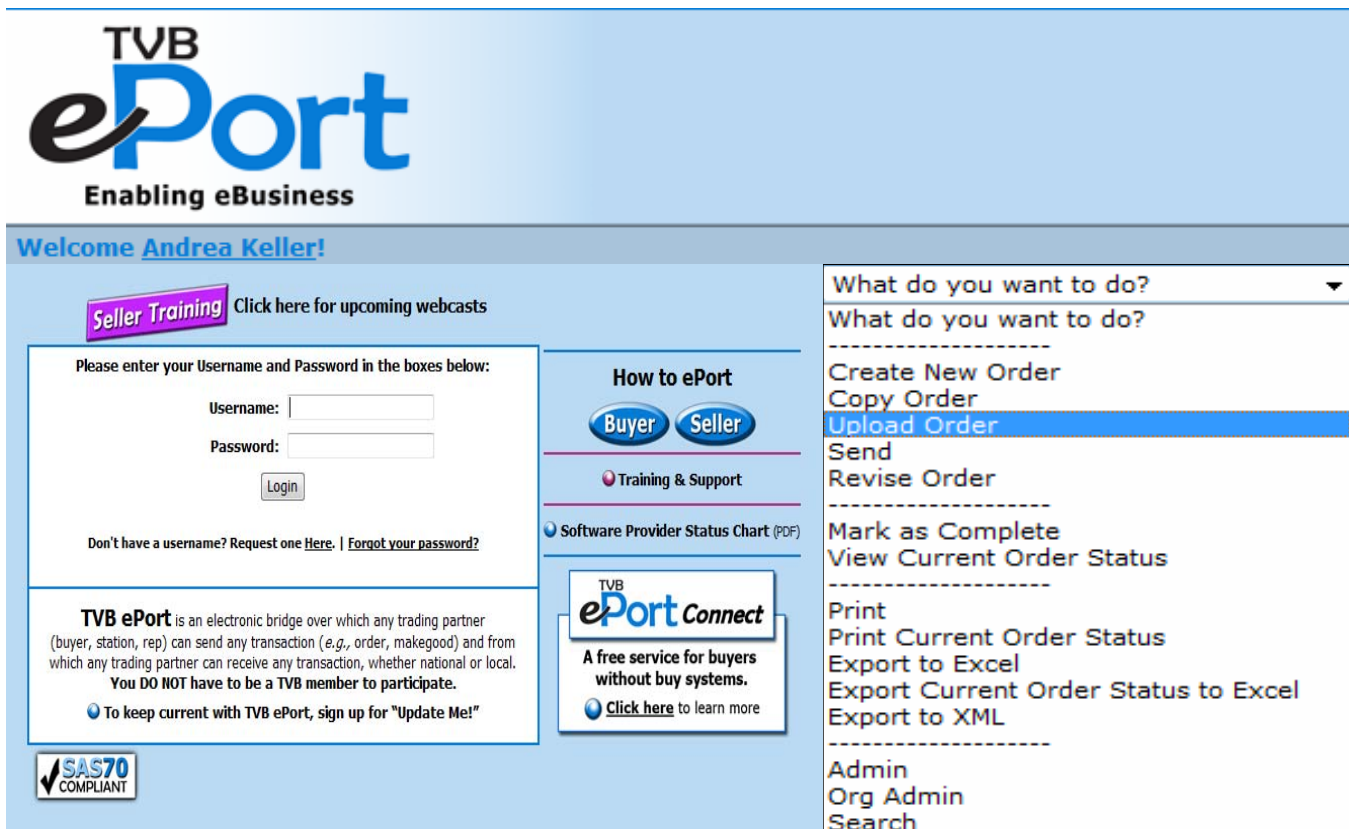 TVB
ePort
Enabling eBusiness
Welcome Andrea Keller!
Seller Training Click here for upcoming webcasts
Please enter your Username and Password in the boxes below:
Username:
Password:
Login
Don't have a username? Request one Here. | Forgot your password?
TVB ePort is an electronic bridge over which any trading partner
(buyer, station, rep) can send any transaction (e.g., order, makegood) and from
which any trading partner can receive any transaction, whether national or local.
You DO NOT have to be a TVB member to participate.
To keep current with TVB ePort, sign up for "Update Me!"
SAS70
COMPLIANT
How to ePort
Buyer Seller
Training & Support
Software Provider Status Chart (PDF)
TVB
ePort Connect
A free service for buyers
without buy systems.
Click here to learn more
What do you want to do?
What do you want to do?
--------------------
Create New Order
Copy Order
Upload Order
Send
Revise Order
--------------------
Mark as Complete
View Current Order Status
--------------------
Print
Print Current Order Status
Export to Excel
Export Current Order Status to Excel
Export to XML
--------------------
Admin
Org Admin
Search